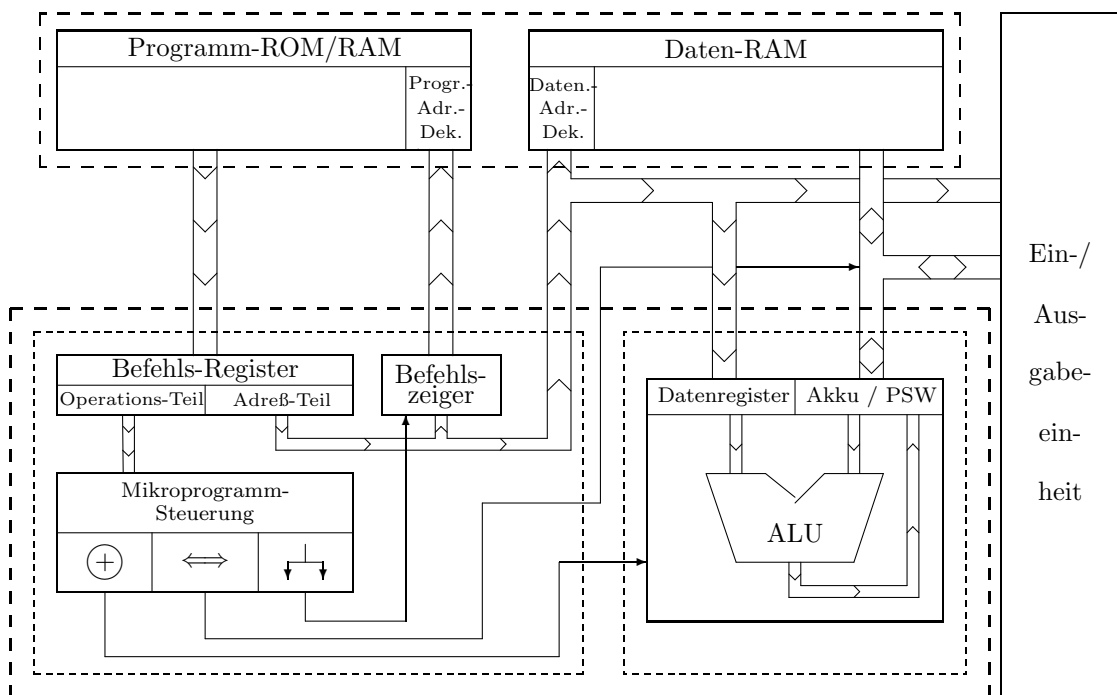 Programm-ROM/RAM
Progr.-
Adr.-
Dek.
Daten-RAM
Daten.-
Adr.-
Dek.
Ein-/
Aus-
gabe-
ein-
heit
Befehls-Register
Operations-Teil
Adreß-Teil
Befehls-
zeiger
Mikroprogramm-
Steuerung
Datenregister
Akku / PSW
ALU